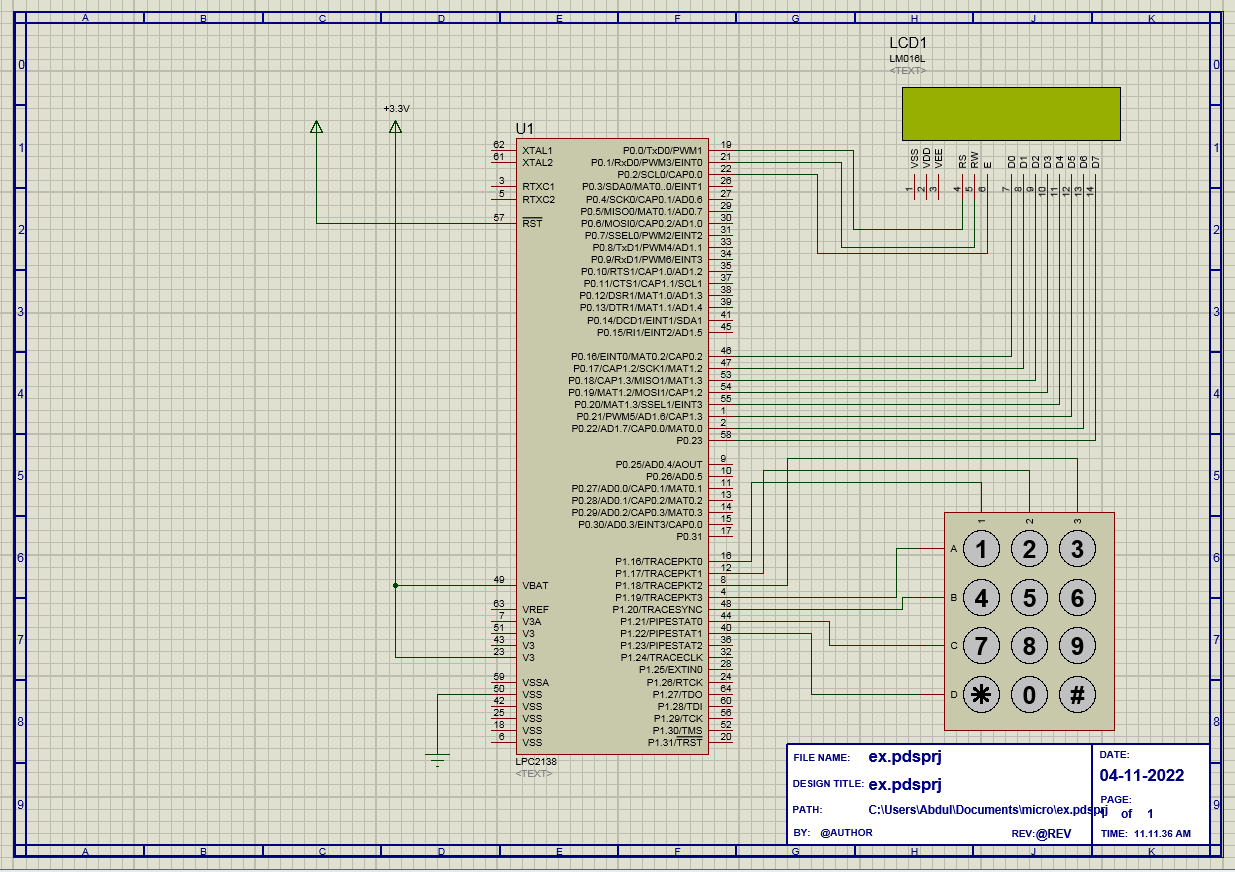 A B C D E F G H J K
LCD1
LM016L
<TEXT>
0 0
+3.3V
U1
1 1
VSS VDD VEE RS RW E D0 D1 D2 D3 D4 D5 D6 D7
1 2 3 4 5 6 7 8 9 10 11 12 13 14
62 XTAL1 P0.0/TxD0/PWM1 19
61 XTAL2 P0.1/RxD0/PWM3/EINT0 21
P0.2/SCL0/CAP0.0 22
3 RTXC1 P0.3/SDA0/MAT0..0/EINT1 26
5 RTXC2 P0.4/SCK0/CAP0.1/AD0.6 27
P0.5/MISO0/MAT0.1/AD0.7 29
57 RST P0.6/MOSI0/CAP0.2/AD1.0 30
2 2
P0.7/SSEL0/PWM2/EINT2 31
P0.8/TxD1/PWM4/AD1.1 33
P0.9/RxD1/PWM6/EINT3 34
P0.10/RTS1/CAP1.0/AD1.2 35
P0.11/CTS1/CAP1.1/SCL1 37
P0.12/DSR1/MAT1.0/AD1.3 38
P0.13/DTR1/MAT1.1/AD1.4 39
3 3
P0.14/DCD1/EINT1/SDA1 41
P0.15/RI1/EINT2/AD1.5 45
P0.16/EINT0/MAT0.2/CAP0.2 46
P0.17/CAP1.2/SCK1/MAT1.2 47
P0.18/CAP1.3/MISO1/MAT1.3 53
P0.19/MAT1.2/MOSI1/CAP1.2 54
4 4
P0.20/MAT1.3/SSEL1/EINT3 55
P0.21/PWM5/AD1.6/CAP1.3 1
P0.22/AD1.7/CAP0.0/MAT0.0 2
P0.23 58
P0.25/AD0.4/AOUT 9
P0.26/AD0.5 10
5 5
P0.27/AD0.0/CAP0.1/MAT0.1 11
P0.28/AD0.1/CAP0.2/MAT0.2 13
P0.29/AD0.2/CAP0.3/MAT0.3 14
P0.30/AD0.3/EINT3/CAP0.0 15
P0.31 17
1 2 3
A 1 2 3
6 6
P1.16/TRACEPKT0 16
P1.17/TRACEPKT1 12
49 VBAT P1.18/TRACEPKT2 8
P1.19/TRACEPKT3 4
B 4 5 6
63 VREF P1.20/TRACESYNC 48
7 V3A P1.21/PIPESTAT0 44
51 V3 P1.22/PIPESTAT1 40
7 7
43 V3 P1.23/PIPESTAT2 36
C 7 8 9
23 V3 P1.24/TRACECLK 32
P1.25/EXTIN0 28
59 VSSA P1.26/RTCK 24
50 VSS P1.27/TDO 64
D * 0 #
42 VSS P1.28/TDI 60
25 VSS P1.29/TCK 56
8 8
18 VSS P1.30/TMS 52
6 VSS P1.31/TRST 20
LPC2138
<TEXT>
FILE NAME: ex.pdsprj
DATE:
04-11-2022
DESIGN TITLE: ex.pdsprj
PAGE:
9 9
PATH: C:\Users\Abdul\Documents\micro\ex.pdsprj
1 of 1
BY: @AUTHOR REV:@REV TIME: 11.11.36 AM
A B C D E F G H J K